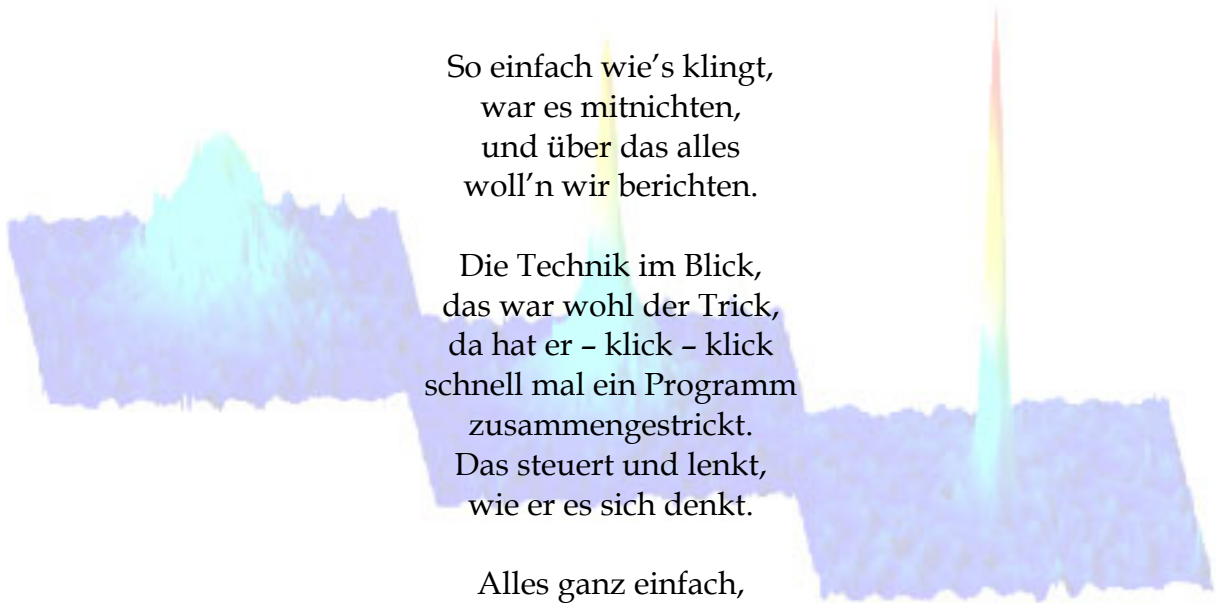 So einfach wie’s klingt,
war es mitnichten,
und über das alles
woll’n wir berichten.
Die Technik im Blick,
das war wohl der Trick,
da hat er – klick – klick
schnell mal ein Programm
zusammengestrickt.
Das steuert und lenkt,
wie er es sich denkt.
Alles ganz einfach,